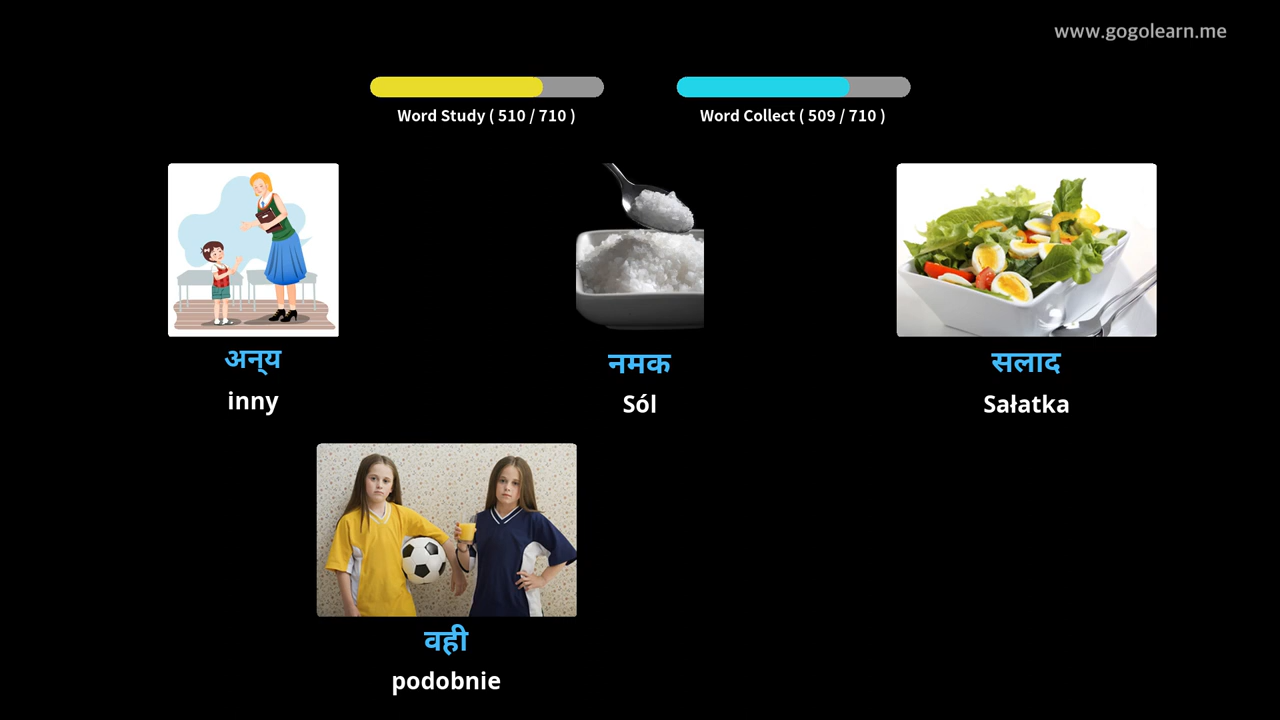 www.gogolearn.me
Word Study ( 510 / 710 )
Word Collect ( 509 / 710 )
अन्‌य
inny
नमक
Sól
सलाद
Sałatka
वही
podobnie